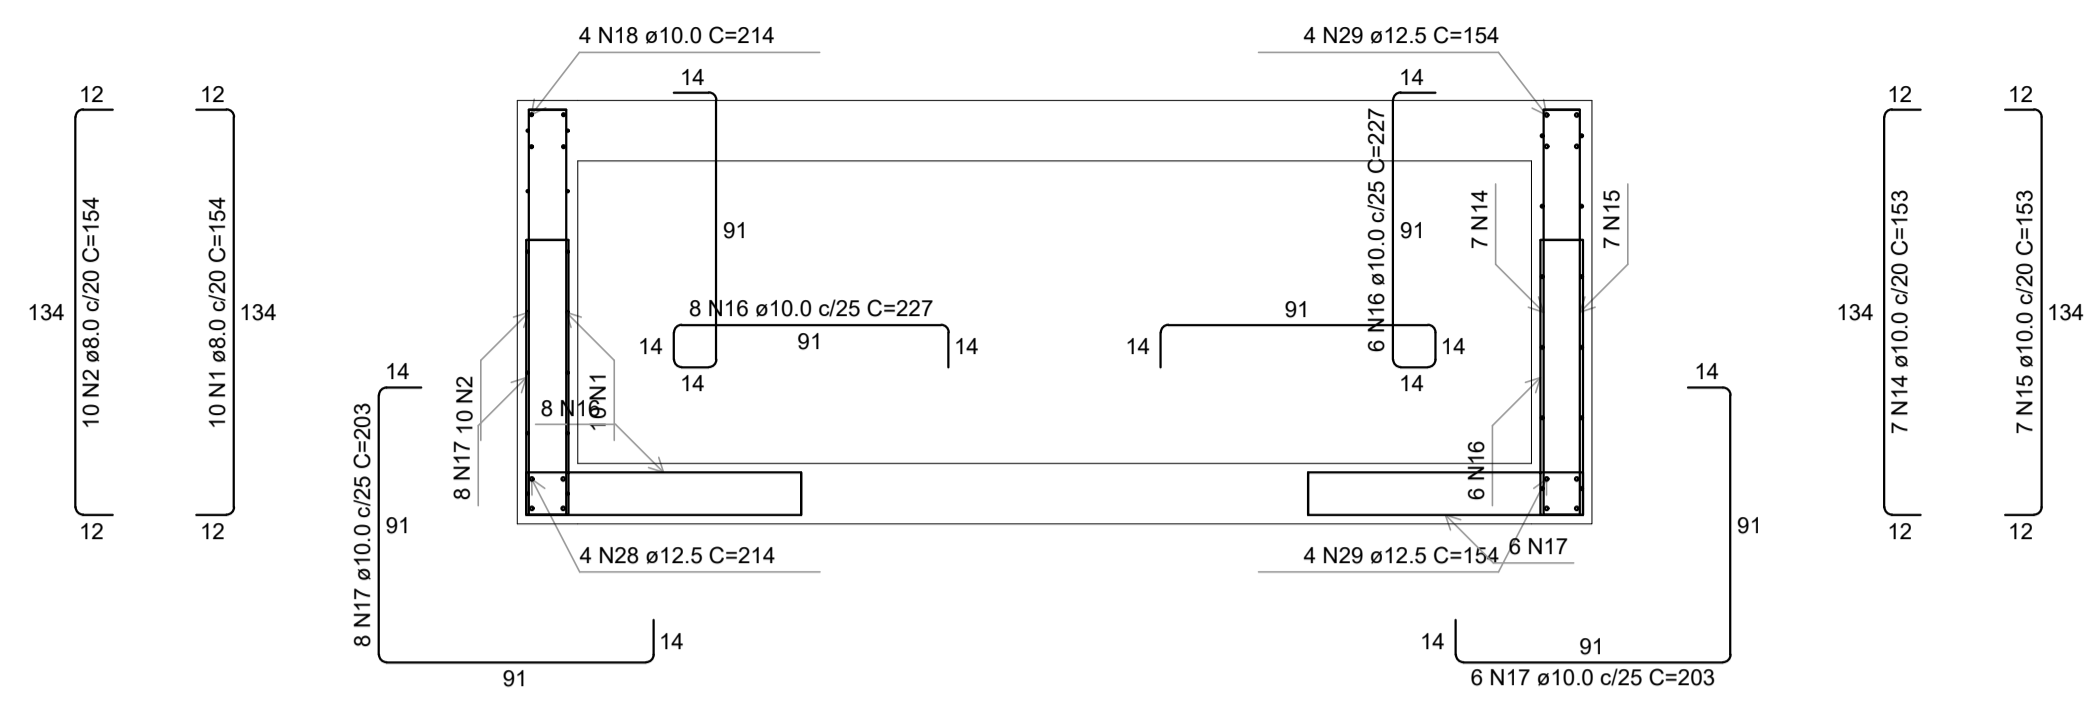 4 N18 ø10.0 C=214
4 N29 ø12.5 C=154
14
14
12
12
12
12
10 N2 ø8.0 c/20 C=154
134
10 N1 ø8.0 c/20 C=154
134
91
6 N16 ø10.0 c/25 C=227
91
7 N14
7 N15
134
7 N14 ø10.0 c/20 C=153
7 N15 ø10.0 c/20 C=153
134
8 N16 ø10.0 c/25 C=227
91
91
14
14
14
14
14
14
14
14
10 N2
8 N17
8 N16
10 N1
6 N16
8 N17 ø10.0 c/25 C=203
91
91
12
12
12
12
4 N28 ø12.5 C=214
4 N29 ø12.5 C=154
6 N17
14
14
91
91
6 N17 ø10.0 c/25 C=203